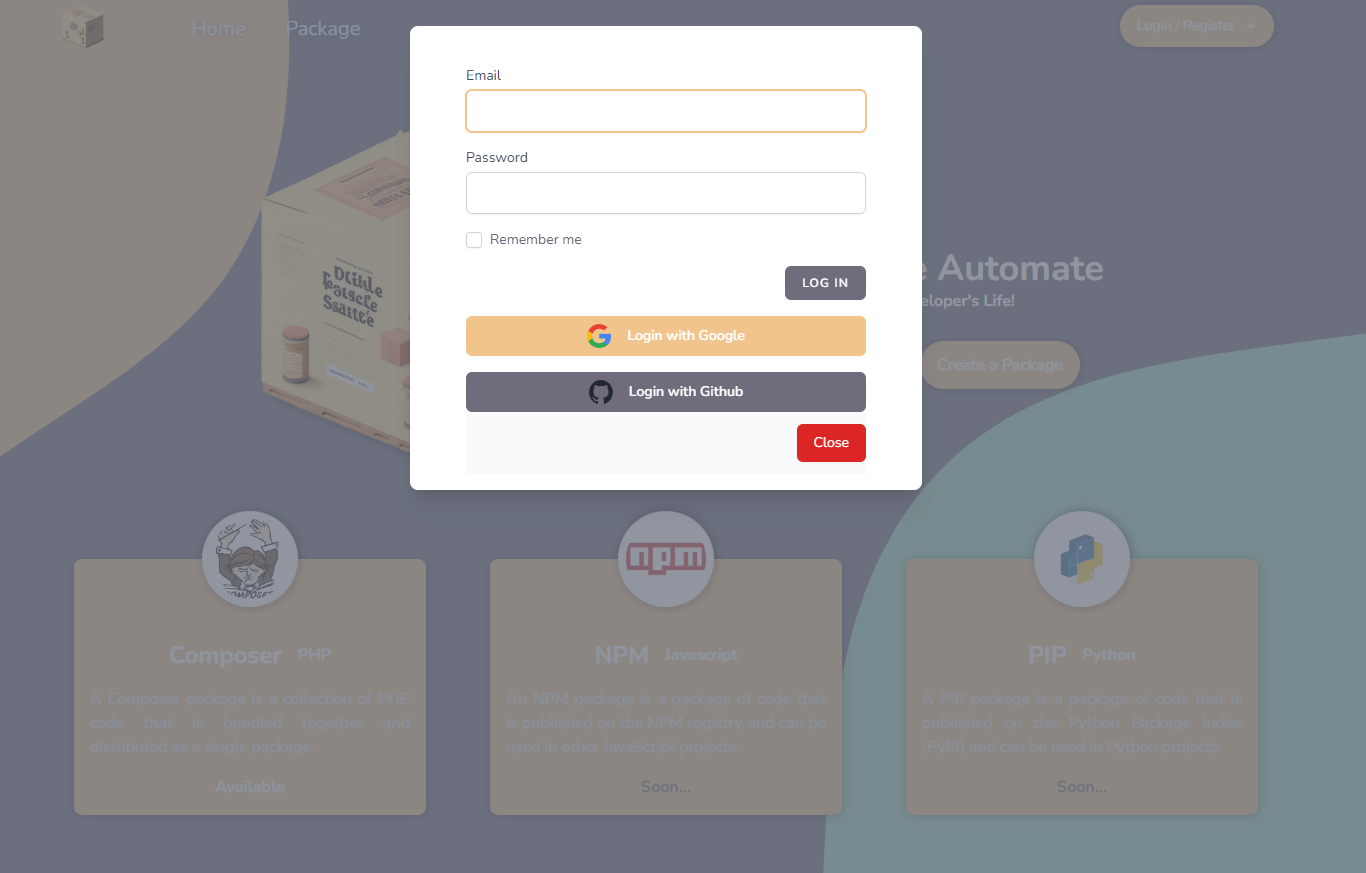 Home Package Login / Register
Email
Password
Remember me
LOG IN
Automate
eloper's Life!
Login with Google
Create a Package
Login with Github
Close
npm
Composer PHP
NPM Javascript
PIP Python
A Composer package is a collection of PHP
code that is bundled together and
distributed as a single package.
Available
An NPM package is a package of code that
is published on the NPM registry and can be
used in other JavaScript projects.
Soon...
A PIP package is a package of code that is
published on the Python Package Index
(PyPI) and can be used in Python projects.
Soon...